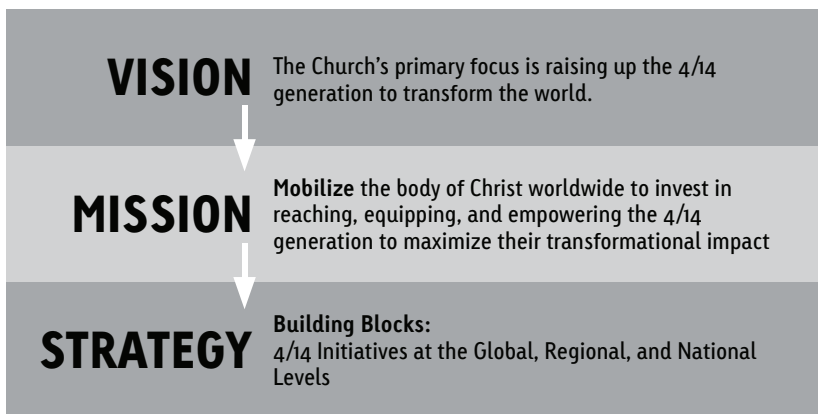 VISION
The Church’s primary focus is raising up the 4/14
generation to transform the world.
MISSION
Mobilize the body of Christ worldwide to invest in
reaching, equipping, and empowering the 4/14
generation to maximize their transformational impact
STRATEGY
Building Blocks:
4/14 Initiatives at the Global, Regional, and National
Levels